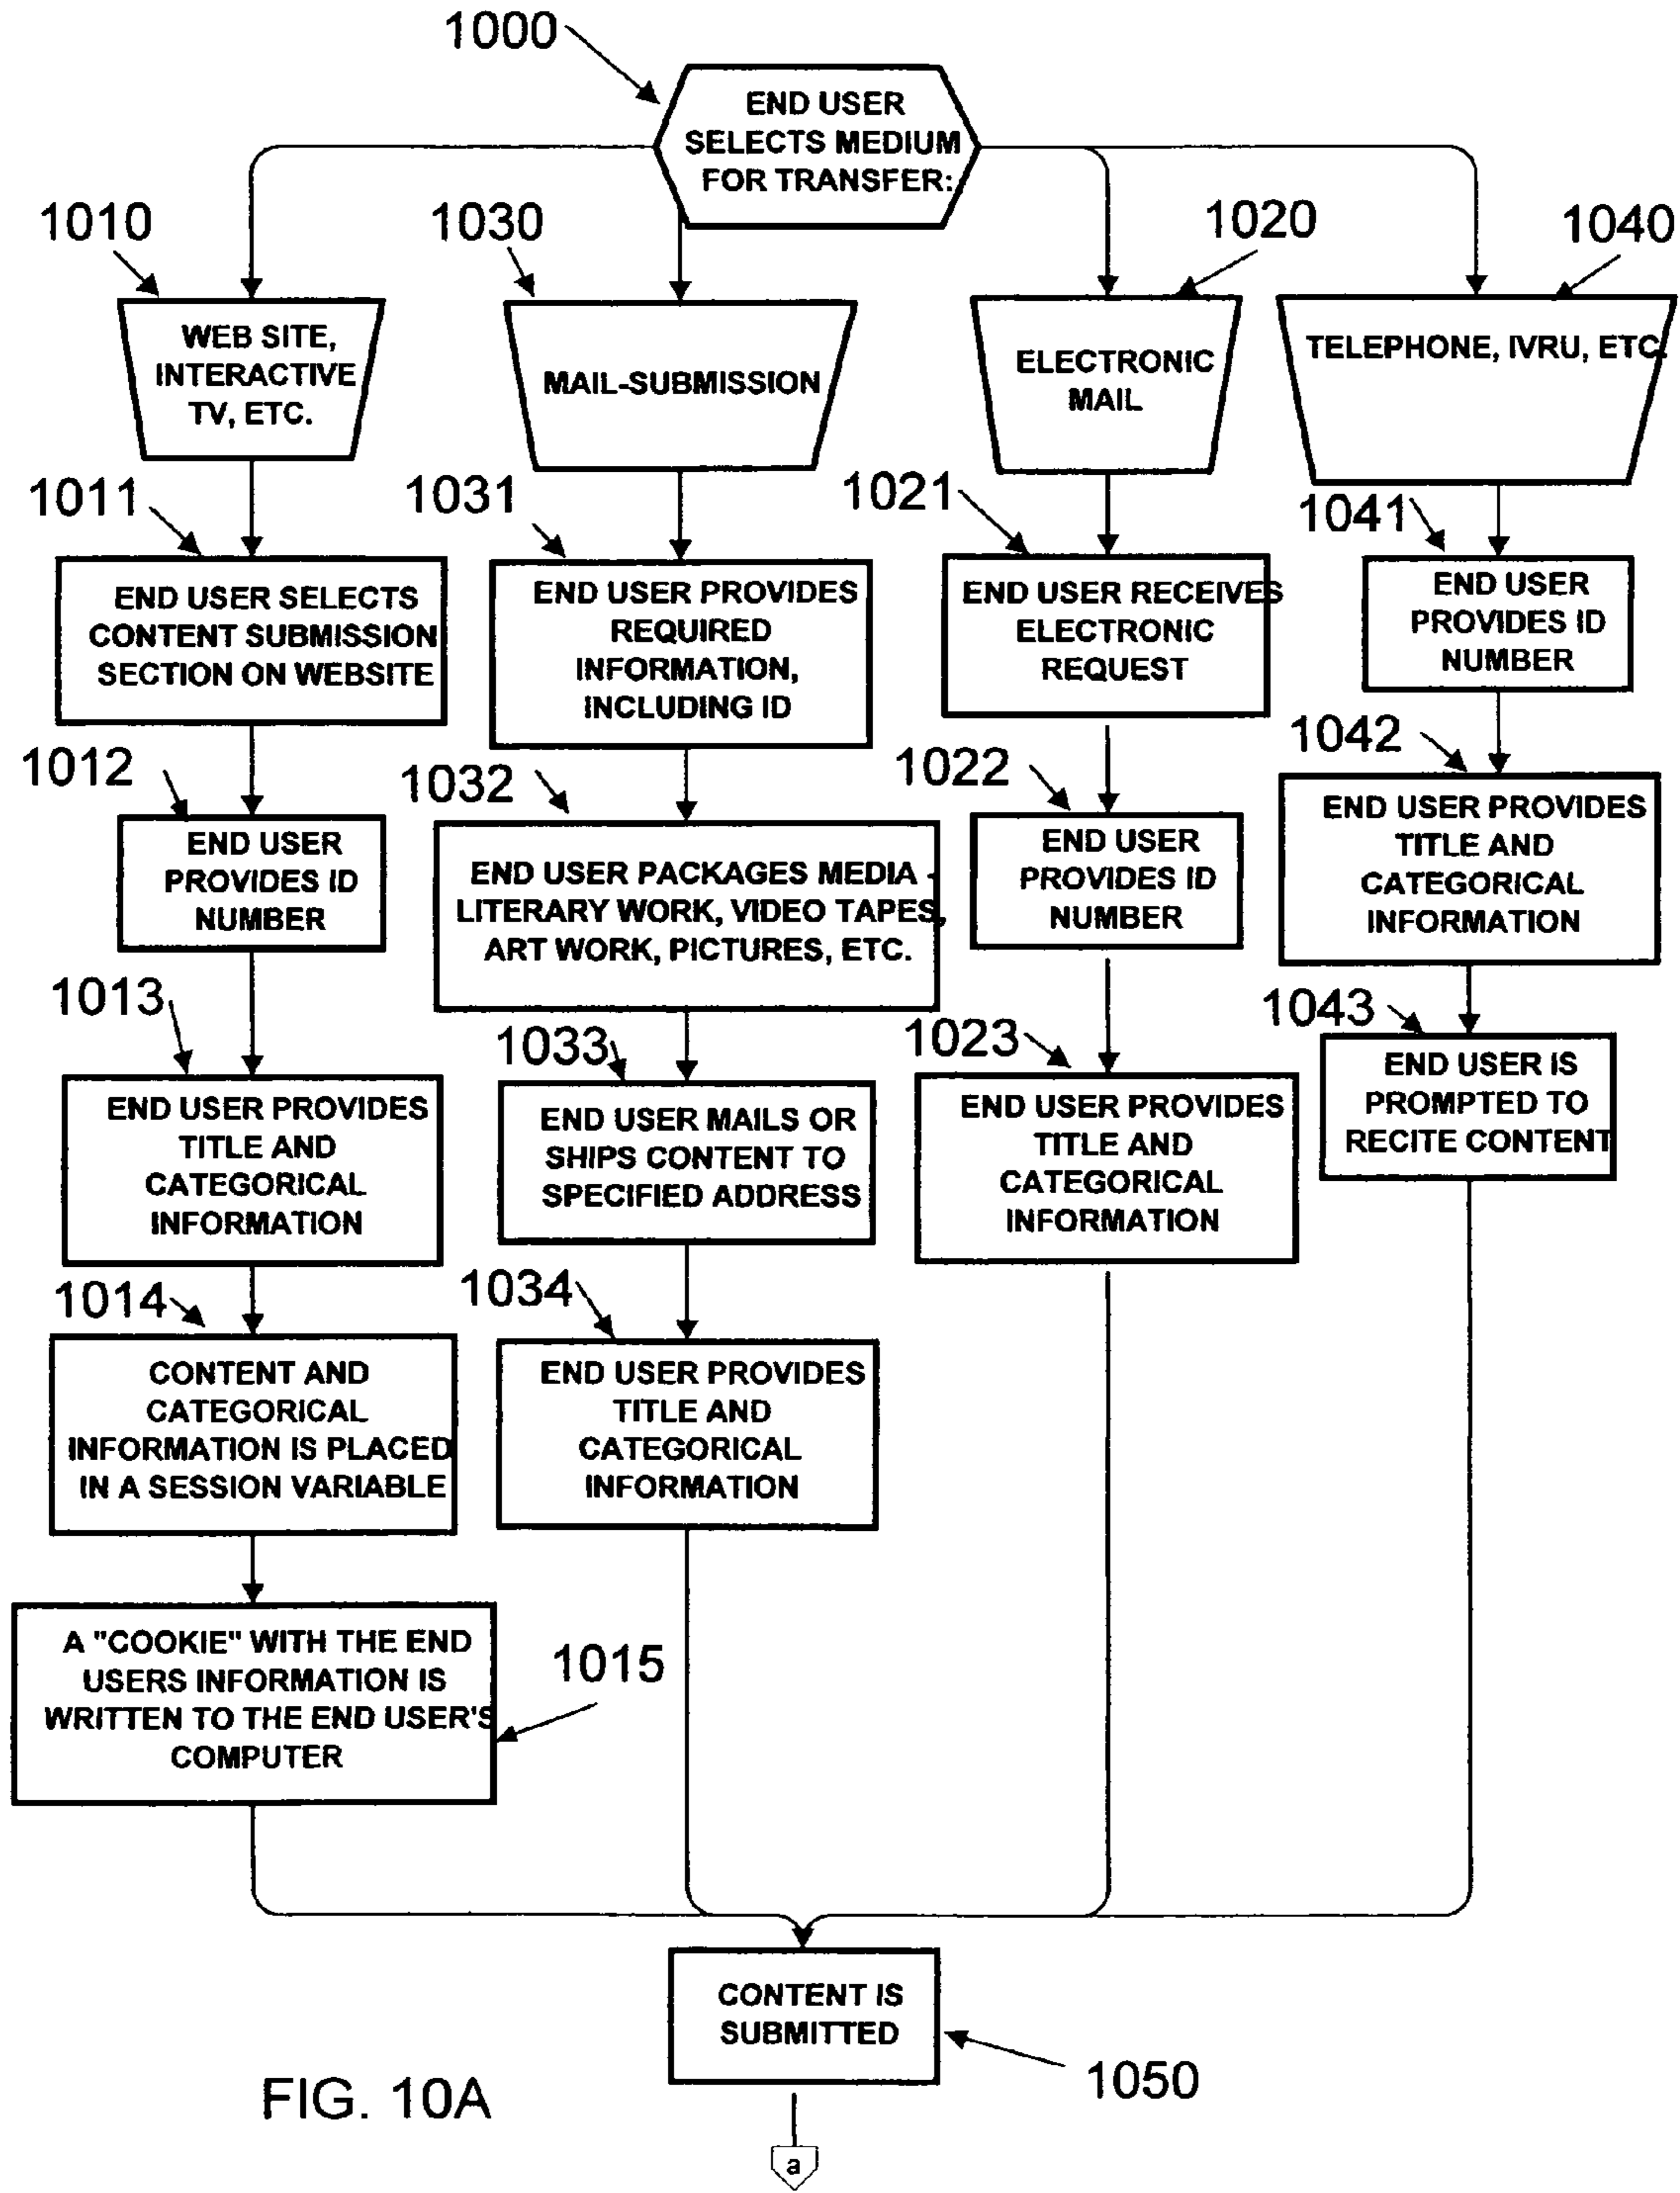 1000
END USER
SELECTS MEDIUM
FOR TRANSFER:
1010
WEB SITE,
INTERACTIVE
TV, ETC.
1011
END USER SELECTS
CONTENT SUBMISSION
SECTION ON WEBSITE
1012
END USER
PROVIDES ID
NUMBER
1013
END USER PROVIDES
TITLE AND
CATEGORICAL
INFORMATION
1014
CONTENT AND
CATEGORICAL
INFORMATION IS PLACED
IN A SESSION VARIABLE
A "COOKIE" WITH THE END
USERS INFORMATION IS
WRITTEN TO THE END USER'S
COMPUTER
1015
1030
MAIL-SUBMISSION
1031
END USER PROVIDES
REQUIRED
INFORMATION,
INCLUDING ID
1032
END USER PACKAGES MEDIA -
LITERARY WORK, VIDEO TAPES,
ART WORK, PICTURES, ETC.
1033
END USER MAILS OR
SHIPS CONTENT TO
SPECIFIED ADDRESS
1034
END USER PROVIDES
TITLE AND
CATEGORICAL
INFORMATION
1020
ELECTRONIC
MAIL
1021
END USER RECEIVES
ELECTRONIC
REQUEST
1022
END USER
PROVIDES ID
NUMBER
1023
END USER PROVIDES
TITLE AND
CATEGORICAL
INFORMATION
1040
TELEPHONE, IVRU, ETC.
1041
END USER
PROVIDES ID
NUMBER
1042
END USER PROVIDES
TITLE AND
CATEGORICAL
INFORMATION
1043
END USER IS
PROMPTED TO
RECITE CONTENT
CONTENT IS
SUBMITTED
1050
FIG. 10A
a